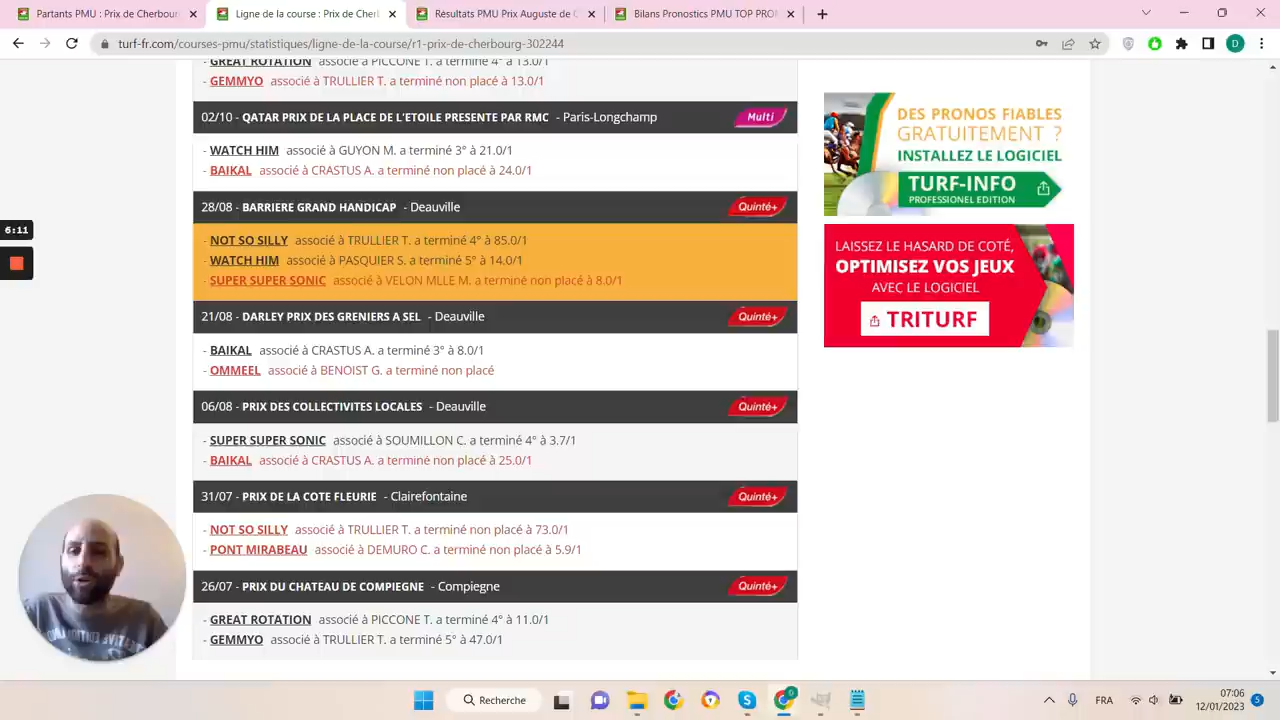 Partants PMU : Prix de Cherl
Ligne de Course : Prix de Cherl
Résultats PMU Prix Auguste de C
Bilans Pronostics PMU TOP PRON
turf-fr.com/courses-pmu/statistiques/ligne-de-la-course/r1-prix-de-cherbourg-302244
D
- GREAT ROTATION associé à PICCONE T. a terminé 4° à 13.0/1
- GEMMYO associé à TRULLIER T. a terminé non placé à 13.0/1
02/10 - QATAR PRIX DE LA PLACE DE L'ETOILE PRESENTE PAR RMC - Paris-Longchamp
Multi
- WATCH HIM associé à GUYON M. a terminé 3° à 21.0/1
- BAIKAL associé à CRASTUS A. a terminé non placé à 24.0/1
28/08 - BARRIERE GRAND HANDICAP - Deauville
Quinté+
- NOT SO SILLY associé à TRULLIER T. a terminé 4° à 85.0/1
- WATCH HIM associé à PASQUIER S. a terminé 5° à 14.0/1
- SUPER SUPER SONIC associé à VELON MLLE M. a terminé non placé à 8.0/1
21/08 - DARLEY PRIX DES GRENIERS A SEL - Deauville
Quinté+
- BAIKAL associé à CRASTUS A. a terminé 3° à 8.0/1
- OMMEEL associé à BENOIST G. a terminé non placé
06/08 - PRIX DES COLLECTIVITES LOCALES - Deauville
Quinté+
- SUPER SUPER SONIC associé à SOUMILLON C. a terminé 4° à 3.7/1
- BAIKAL associé à CRASTUS A. a terminé non placé à 25.0/1
31/07 - PRIX DE LA COTE FLEURIE - Clairefontaine
Quinté+
- NOT SO SILLY associé à TRULLIER T. a terminé non placé à 73.0/1
- PONT MIRABEAU associé à DEMURO C. a terminé non placé à 5.9/1
26/07 - PRIX DU CHATEAU DE COMPIEGNE - Compiegne
Quinté+
- GREAT ROTATION associé à PICCONE T. a terminé 4° à 11.0/1
- GEMMYO associé à TRULLIER T. a terminé 5° à 47.0/1
DES PRONOS FIABLES
GRATUITEMENT ?
INSTALLEZ LE LOGICIEL
TURF-INFO
PROFESSIONEL EDITION
LAISSEZ LE HASARD DE COTÉ,
OPTIMISEZ VOS JEUX
AVEC LE LOGICIEL
TRITURF
6:11
Recherche
0
FRA
07:06
12/01/2023
5